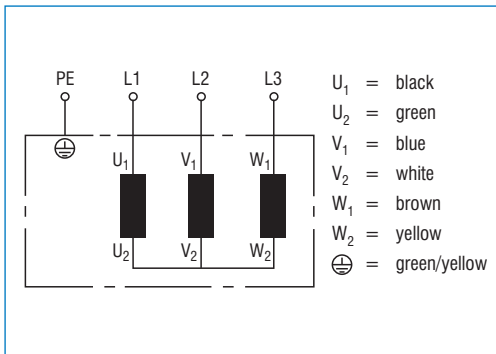 PE L1 L2 L3
U₁ V₁ W₁
U₂ V₂ W₂
U₁ = black
U₂ = green
V₁ = blue
V₂ = white
W₁ = brown
W₂ = yellow
⏚ = green/yellow